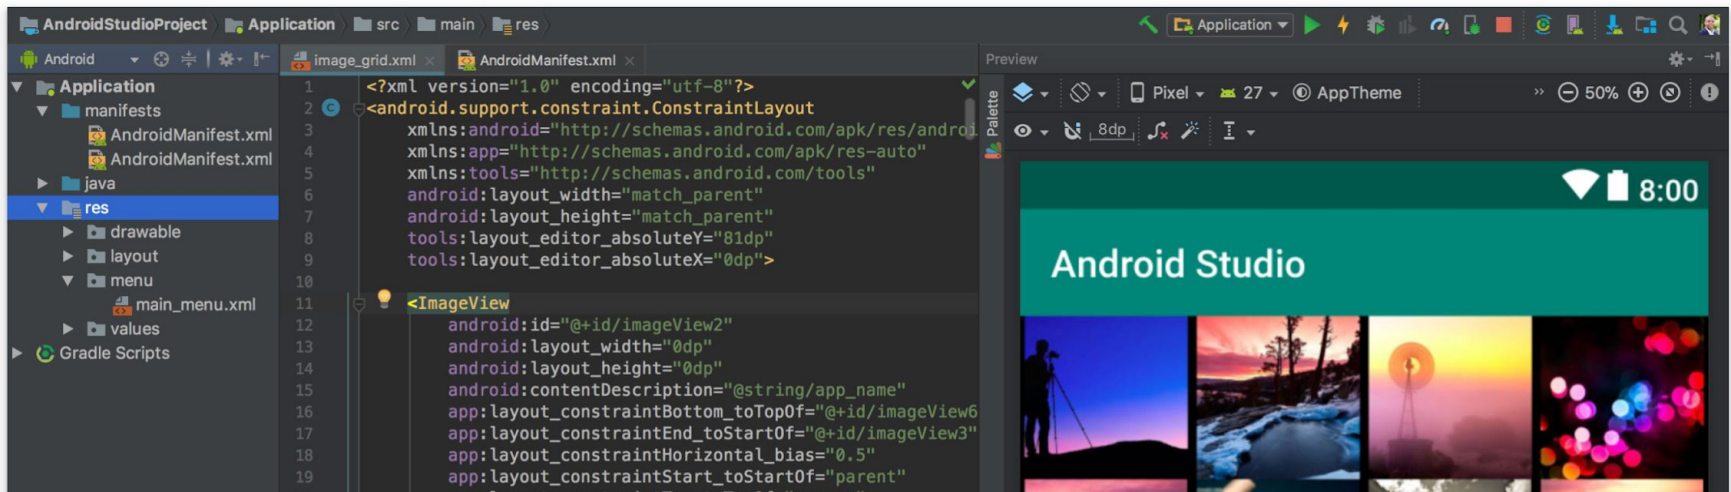 AndroidStudioProject Application src main res
Application
Android
image_grid.xml AndroidManifest.xml
Preview
Application
manifests
AndroidManifest.xml
AndroidManifest.xml
java
res
drawable
layout
menu
main_menu.xml
values
Gradle Scripts
1 <?xml version="1.0" encoding="utf-8"?>
2 C <android.support.constraint.ConstraintLayout
3 xmlns:android="http://schemas.android.com/apk/res/androi
4 xmlns:app="http://schemas.android.com/apk/res-auto"
5 xmlns:tools="http://schemas.android.com/tools"
6 android:layout_width="match_parent"
7 android:layout_height="match_parent"
8 tools:layout_editor_absoluteY="81dp"
9 tools:layout_editor_absoluteX="0dp">
10
11 <ImageView
12 android:id="@+id/imageView2"
13 android:layout_width="0dp"
14 android:layout_height="0dp"
15 android:contentDescription="@string/app_name"
16 app:layout_constraintBottom_toTopOf="@+id/imageView6
17 app:layout_constraintEnd_toStartOf="@+id/imageView3"
18 app:layout_constraintHorizontal_bias="0.5"
19 app:layout_constraintStart_toStartOf="parent"
Palette
Pixel 27 AppTheme » 50%
8dp
8:00
Android Studio